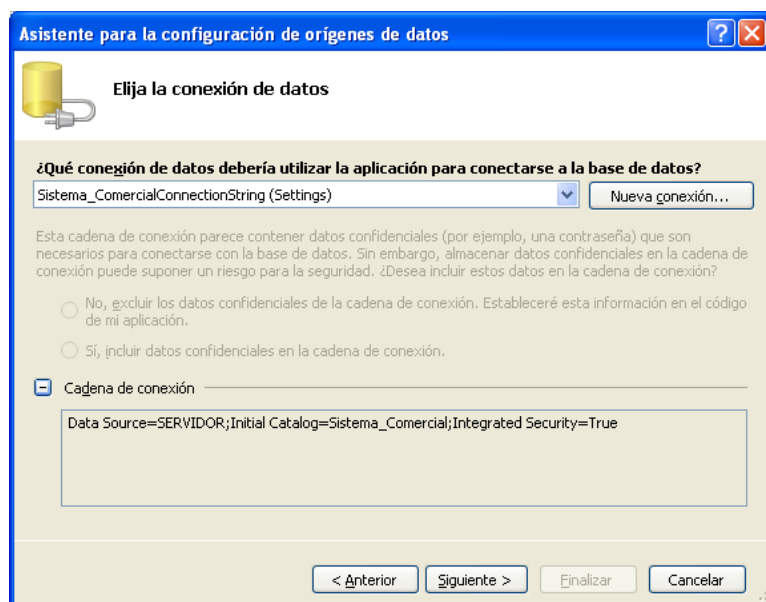 Asistente para la configuración de orígenes de datos
Elija la conexión de datos
¿Qué conexión de datos debería utilizar la aplicación para conectarse a la base de datos?
Sistema_ComercialConnectionString (Settings)
Nueva conexión...
Esta cadena de conexión parece contener datos confidenciales (por ejemplo, una contraseña) que son
necesarios para conectarse con la base de datos. Sin embargo, almacenar datos confidenciales en la cadena de
conexión puede suponer un riesgo para la seguridad. ¿Desea incluir estos datos en la cadena de conexión?
No, excluir los datos confidenciales de la cadena de conexión. Estableceré esta información en el código
de mi aplicación.
Sí, incluir datos confidenciales en la cadena de conexión.
Cadena de conexión
Data Source=SERVIDOR;Initial Catalog=Sistema_Comercial;Integrated Security=True
< Anterior
Siguiente >
Finalizar
Cancelar